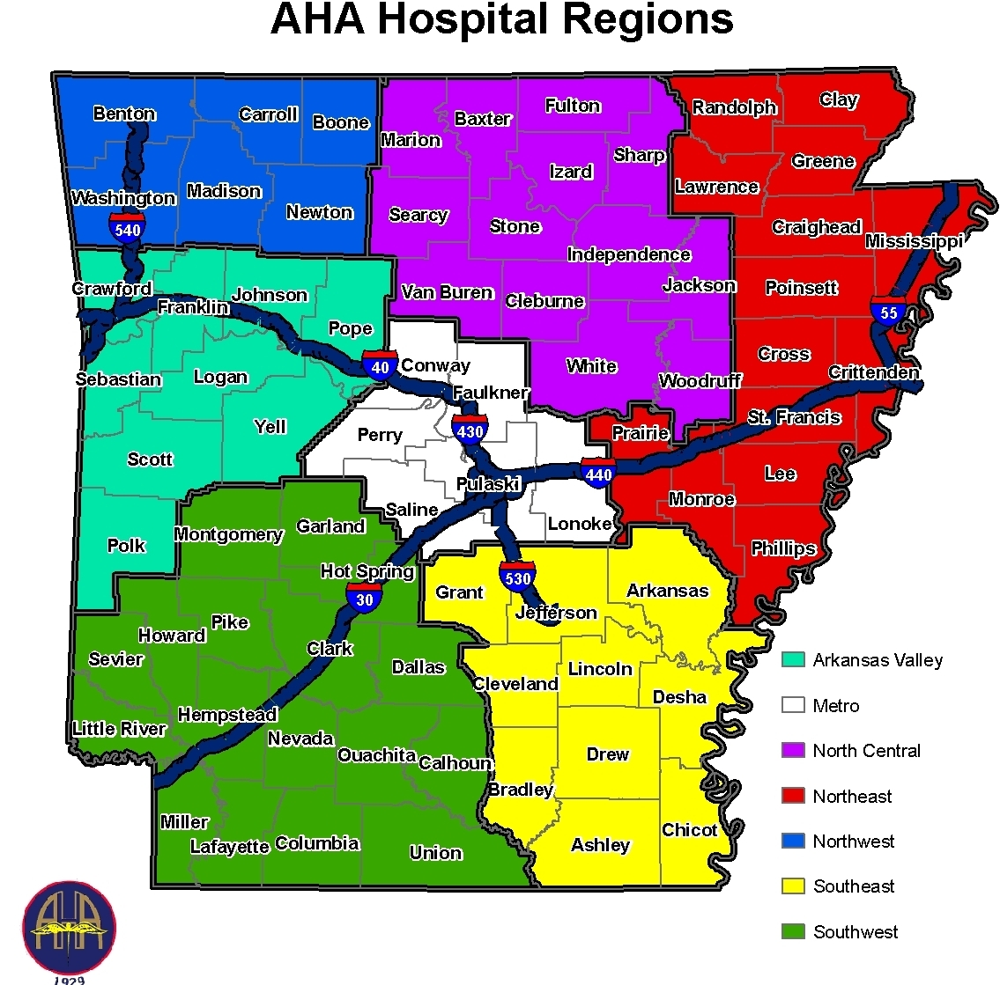 AHA Hospital Regions
Benton
Carroll
Boone
Marion
Baxter
Fulton
Randolph
Clay
Washington
Madison
Newton
Izard
Sharp
Lawrence
Greene
540
Searcy
Stone
Independence
Craighead
Mississippi
Crawford
Franklin
Johnson
Pope
Van Buren
Cleburne
Jackson
Poinsett
55
Sebastian
Logan
40
Conway
Faulkner
White
Woodruff
Cross
Crittenden
Scott
Yell
Perry
430
Prairie
St. Francis
Pulaski
440
Lee
Monroe
Polk
Montgomery
Garland
Saline
Lonoke
Phillips
Hot Spring
30
Grant
530
Jefferson
Arkansas
Sevier
Howard
Pike
Clark
Dallas
Cleveland
Lincoln
Desha
Little River
Hempstead
Nevada
Ouachita
Calhoun
Bradley
Drew
Miller
Lafayette
Columbia
Union
Ashley
Chicot
Arkansas Valley
Metro
North Central
Northeast
Northwest
Southeast
Southwest
AHA
1929